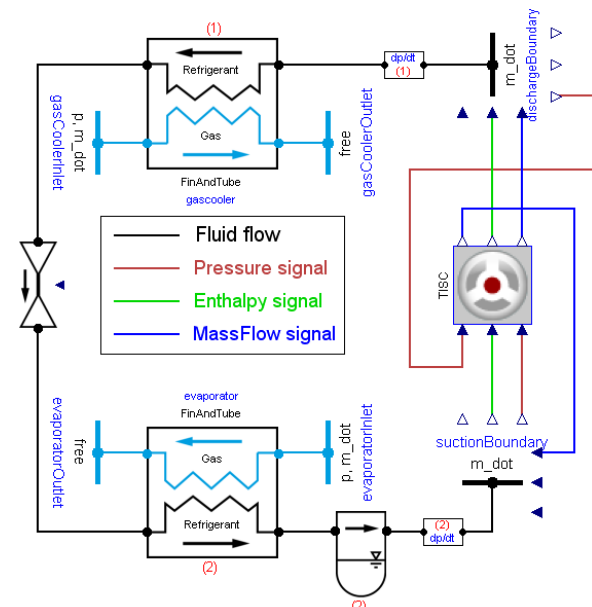 (1)
Refrigerant
Gas
FinAndTube
gascooler
gasCoolerInlet
p, m_dot
free
gasCoolerOutlet
dp/dt
(1)
m_dot
dischargeBoundary
Fluid flow
Pressure signal
Enthalpy signal
MassFlow signal
TISC
evaporator
FinAndTube
Gas
Refrigerant
(2)
evaporatorOutlet
free
p, m_dot
evaporatorInlet
suctionBoundary
m_dot
(2)
dp/dt
(2)